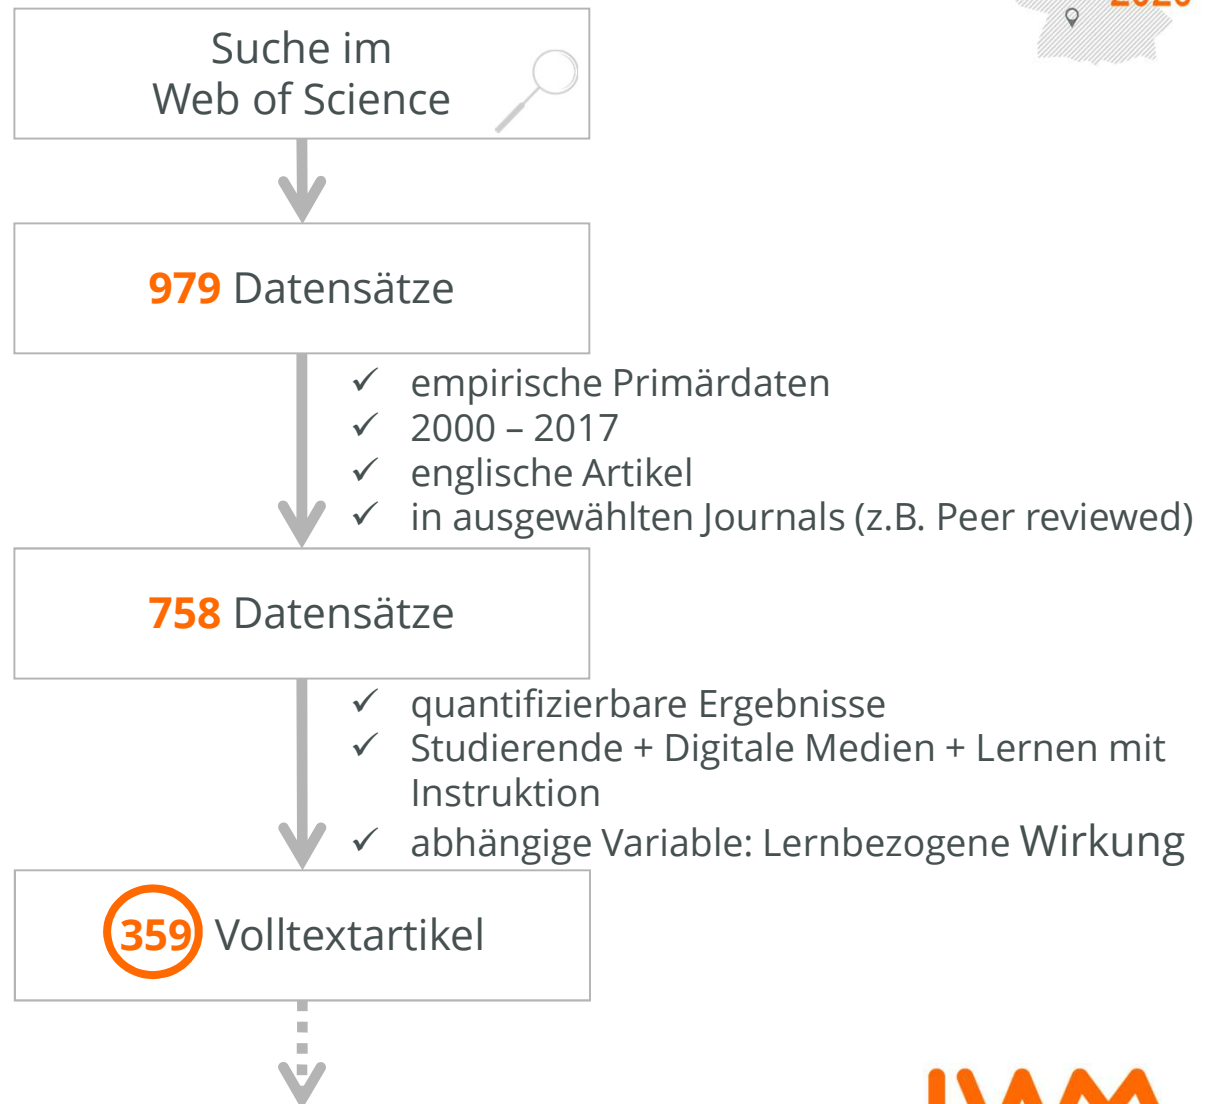 2020
Suche im
Web of Science
979 Datensätze
✓ empirische Primärdaten
✓ 2000 – 2017
✓ englische Artikel
✓ in ausgewählten Journals (z.B. Peer reviewed)
758 Datensätze
✓ quantifizierbare Ergebnisse
✓ Studierende + Digitale Medien + Lernen mit
Instruktion
✓ abhängige Variable: Lernbezogene Wirkung
359 Volltextartikel